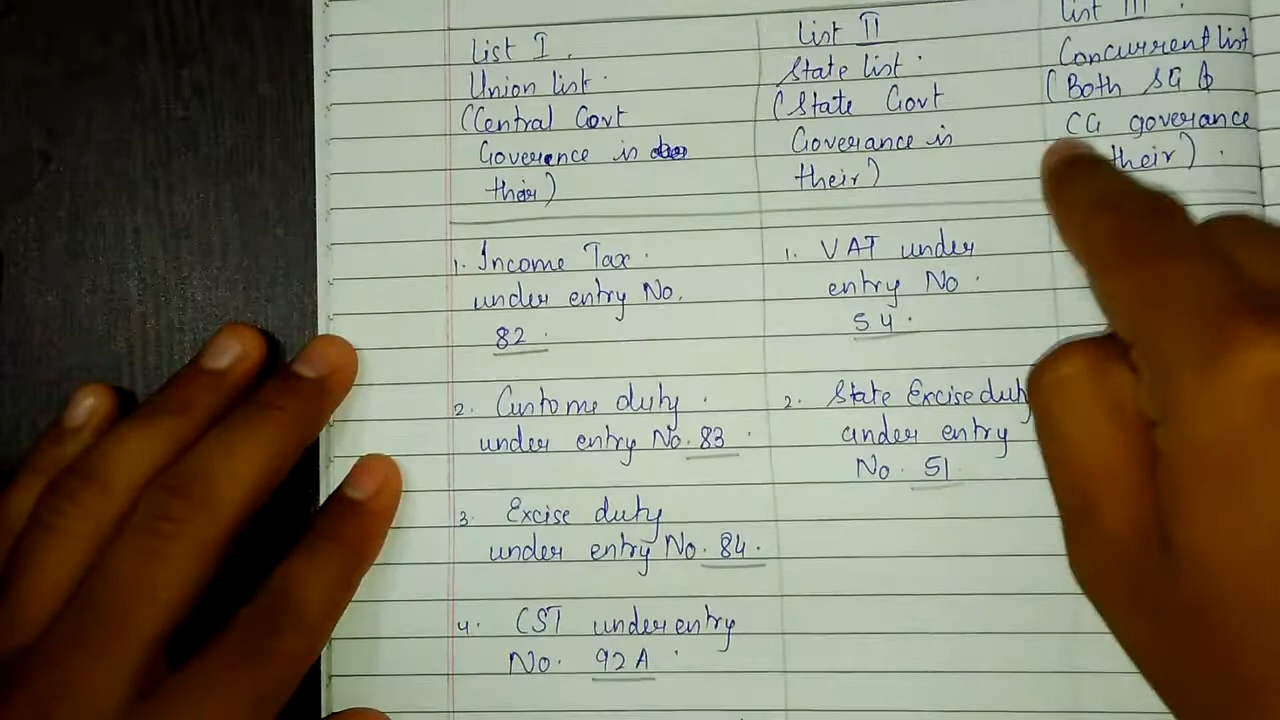 List I.
Union list.
(Central Govt
Goverence in
their)
1. Income Tax.
under entry No.
82.
2. Custome duty.
under entry No. 83.
3. Excise duty
under entry No. 84.
4. CST under entry
No. 92A.
List II
State list.
(State Govt
Goverance in
their)
1. VAT under
entry No.
54.
2. State Excise duty
under entry
No. 51.
List III.
Concurrent list
(Both SG &
CG goverance
their).